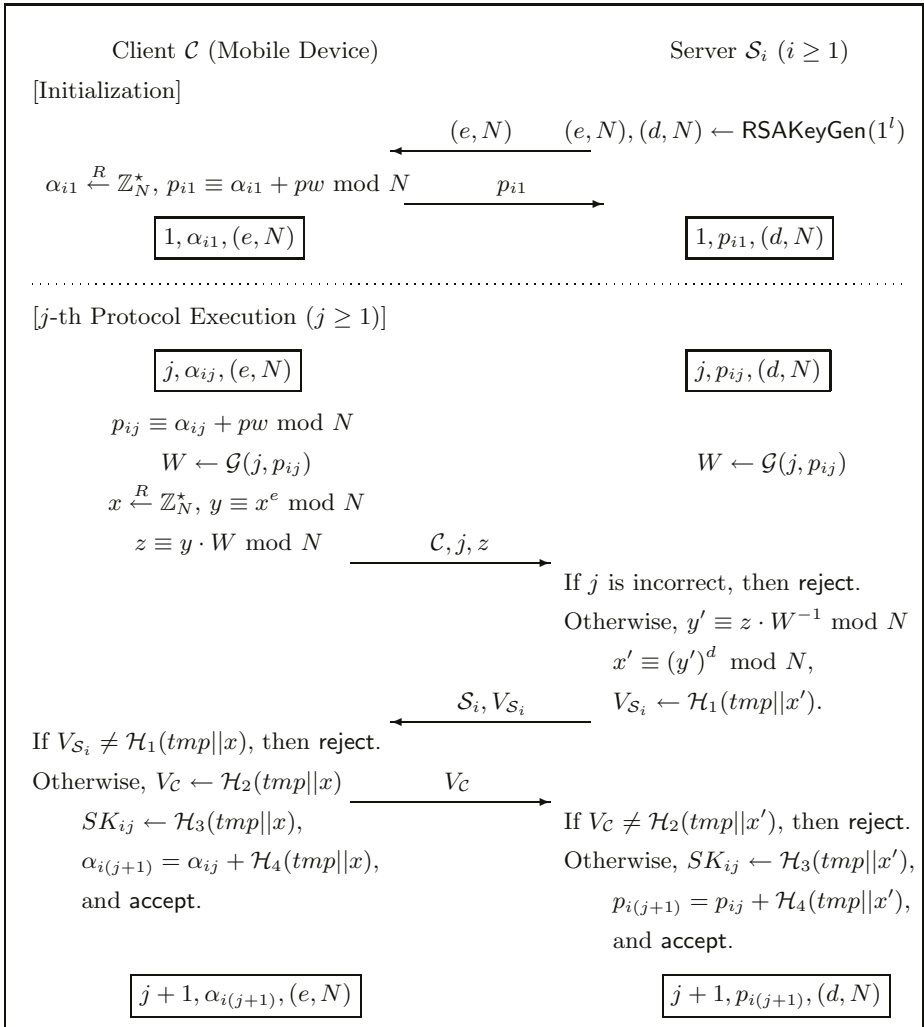 Client 𝒞 (Mobile Device) Server 𝒮_i (i ≥ 1)
[Initialization]
(e, N) (e, N), (d, N) ← RSAKeyGen(1^l)
α_{i1} ←^R ℤ_N^⋆, p_{i1} ≡ α_{i1} + pw mod N p_{i1}
1, α_{i1}, (e, N) 1, p_{i1}, (d, N)
[j-th Protocol Execution (j ≥ 1)]
j, α_{ij}, (e, N) j, p_{ij}, (d, N)
p_{ij} ≡ α_{ij} + pw mod N
W ← 𝒢(j, p_{ij}) W ← 𝒢(j, p_{ij})
x ←^R ℤ_N^⋆, y ≡ x^e mod N
z ≡ y · W mod N 𝒞, j, z
If j is incorrect, then reject.
Otherwise, y′ ≡ z · W^{−1} mod N
x′ ≡ (y′)^d mod N,
𝒮_i, V_{𝒮_i} V_{𝒮_i} ← ℋ_1(tmp||x′).
If V_{𝒮_i} ≠ ℋ_1(tmp||x), then reject.
Otherwise, V_𝒞 ← ℋ_2(tmp||x) V_𝒞
SK_{ij} ← ℋ_3(tmp||x), If V_𝒞 ≠ ℋ_2(tmp||x′), then reject.
α_{i(j+1)} = α_{ij} + ℋ_4(tmp||x), Otherwise, SK_{ij} ← ℋ_3(tmp||x′),
and accept. p_{i(j+1)} = p_{ij} + ℋ_4(tmp||x′),
and accept.
j + 1, α_{i(j+1)}, (e, N) j + 1, p_{i(j+1)}, (d, N)